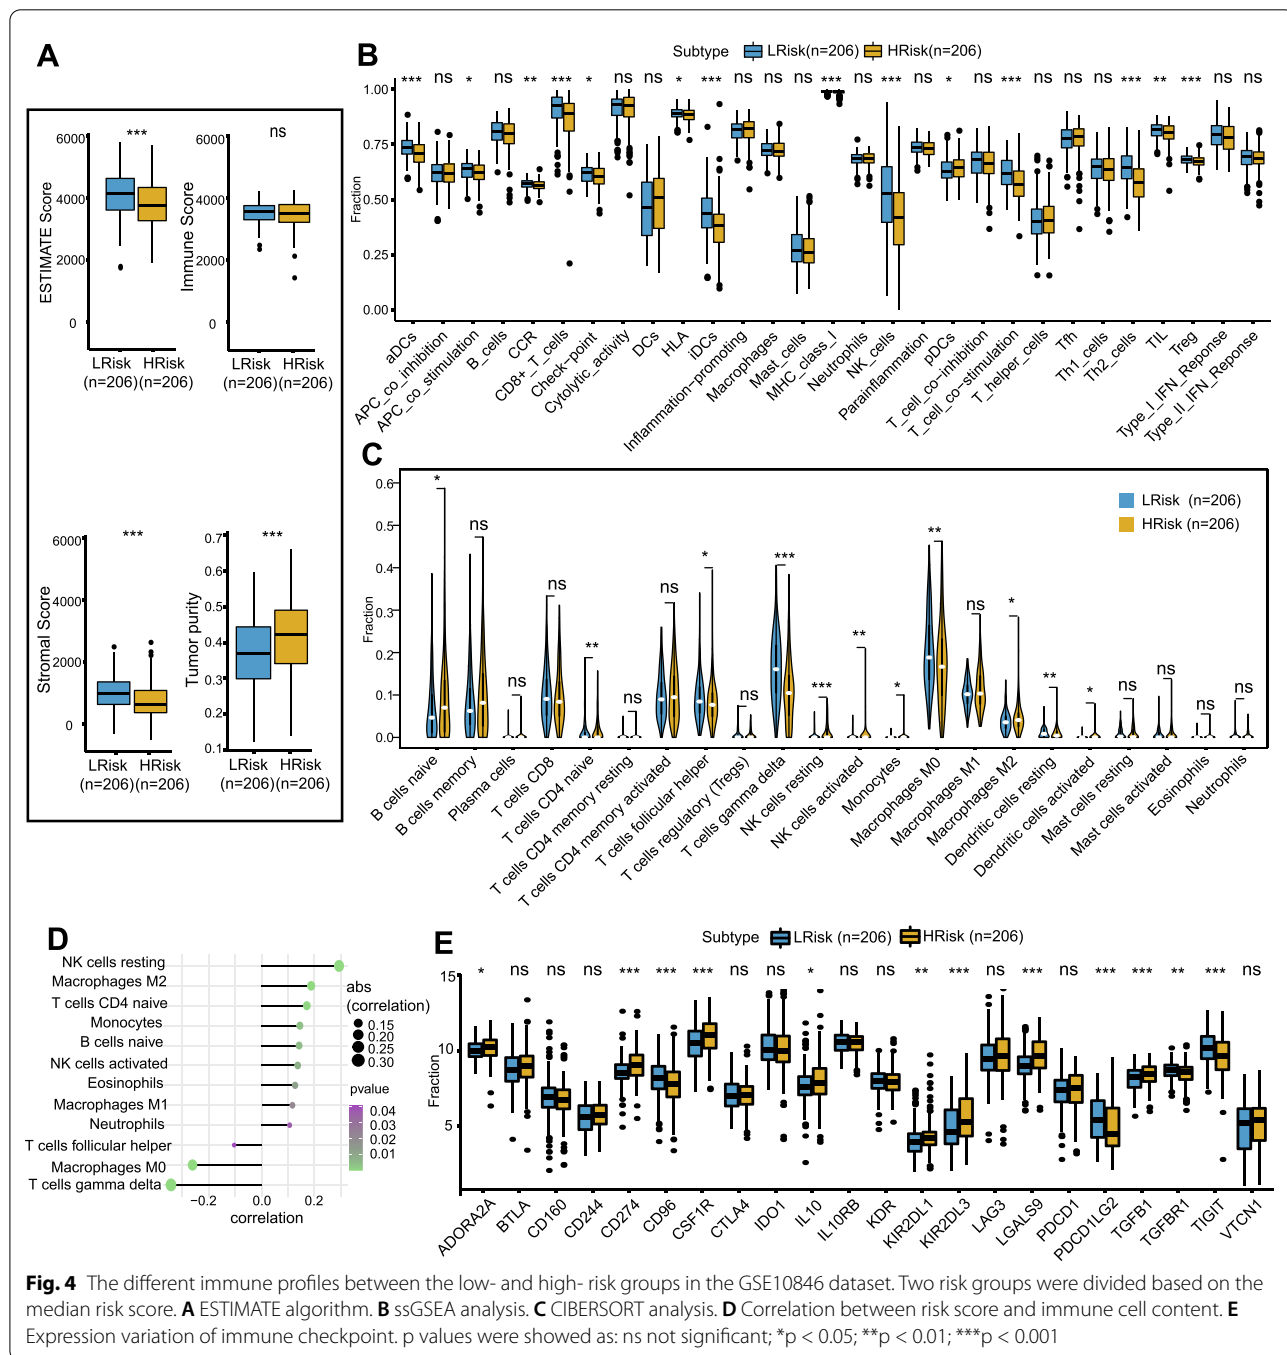 A
6000
4000
2000
0
ESTIMATE Score
***
LRisk
(n=206)
HRisk
(n=206)
6000
4000
2000
0
Immune Score
ns
LRisk
(n=206)
HRisk
(n=206)
6000
4000
2000
0
Stromal Score
***
LRisk
(n=206)
HRisk
(n=206)
0.7
0.6
0.5
0.4
0.3
0.2
0.1
Tumor purity
***
LRisk
(n=206)
HRisk
(n=206)
B
Subtype LRisk(n=206) HRisk(n=206)
*** ns * ns ** *** * ns ns * *** ns ns ns *** ns *** ns * ns *** ns ns ns *** ** *** ns ns
1.00
0.75
0.50
0.25
0.00
Fraction
aDCs
APC_co_inhibition
APC_co_stimulation
B_cells
CCR
CD8+_T_cells
Check-point
Cytolytic_activity
DCs
HLA
iDCs
Inflammation-promoting
Macrophages
Mast_cells
MHC_class_I
Neutrophils
NK_cells
Parainflammation
pDCs
T_cell_co-inhibition
T_cell_co-stimulation
T_helper_cells
Tfh
Th1_cells
Th2_cells
TIL
Treg
Type_I_IFN_Reponse
Type_II_IFN_Reponse
C
LRisk (n=206)
HRisk (n=206)
0.6
0.5
0.4
0.3
0.2
0.1
0.0
Fraction
* ns ns ns ** ns ns * ns *** *** ** * ** ns * ** * ns ns ns ns
B cells naive
B cells memory
Plasma cells
T cells CD8
T cells CD4 naive
T cells CD4 memory resting
T cells CD4 memory activated
T cells follicular helper
T cells regulatory (Tregs)
T cells gamma delta
NK cells resting
NK cells activated
Monocytes
Macrophages M0
Macrophages M1
Macrophages M2
Dendritic cells resting
Dendritic cells activated
Mast cells resting
Mast cells activated
Eosinophils
Neutrophils
D
NK cells resting
Macrophages M2
T cells CD4 naive
Monocytes
B cells naive
NK cells activated
Eosinophils
Macrophages M1
Neutrophils
T cells follicular helper
Macrophages M0
T cells gamma delta
−0.2 0.0 0.2
correlation
abs
(correlation)
0.15
0.20
0.25
0.30
pvalue
0.04
0.03
0.02
0.01
E
Subtype LRisk (n=206) HRisk (n=206)
* ns ns ns *** *** *** ns ns * ns ns ** *** ns *** ns *** *** ** *** ns
15
10
5
Fraction
ADORA2A
BTLA
CD160
CD244
CD274
CD96
CSF1R
CTLA4
IDO1
IL10
IL10RB
KDR
KIR2DL1
KIR2DL3
LAG3
LGALS9
PDCD1
PDCD1LG2
TGFB1
TGFBR1
TIGIT
VTCN1
Fig. 4 The different immune profiles between the low- and high- risk groups in the GSE10846 dataset. Two risk groups were divided based on the
median risk score. A ESTIMATE algorithm. B ssGSEA analysis. C CIBERSORT analysis. D Correlation between risk score and immune cell content. E
Expression variation of immune checkpoint. p values were showed as: ns not significant; *p < 0.05; **p < 0.01; ***p < 0.001